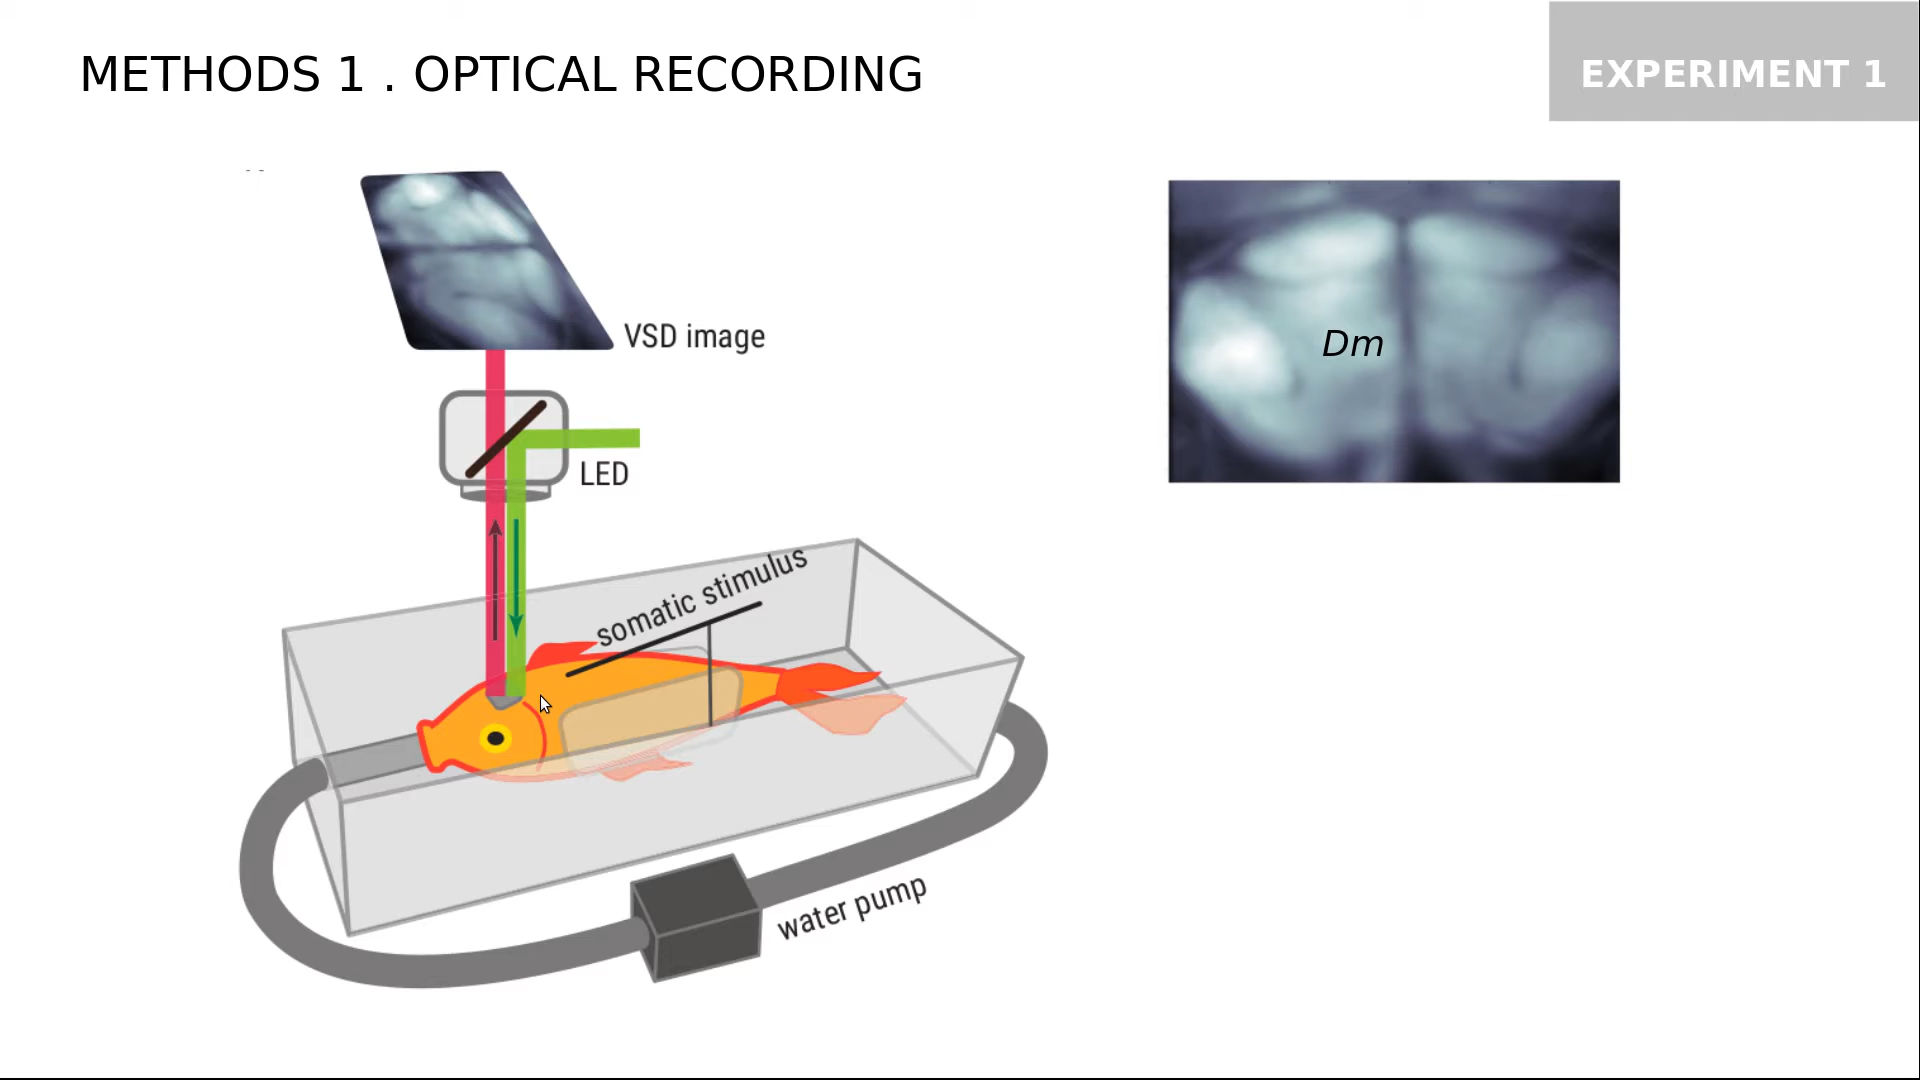 METHODS 1 . OPTICAL RECORDING
EXPERIMENT 1
VSD image
LED
somatic stimulus
water pump
Dm